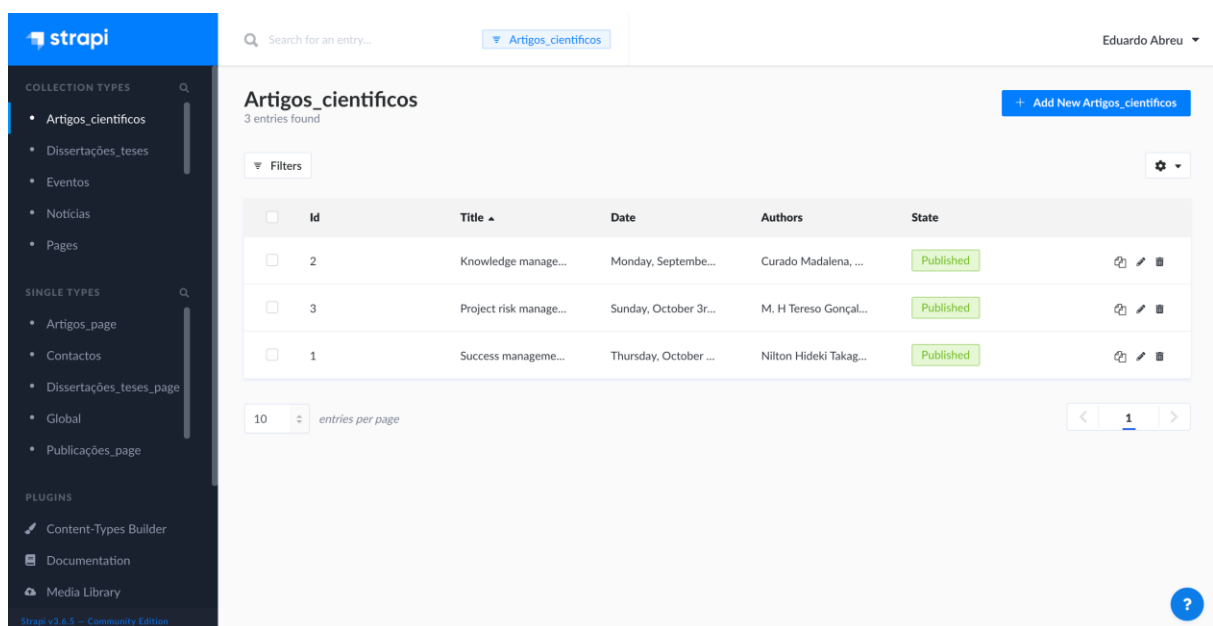 strapi
Search for an entry...
Artigos_cientificos
Eduardo Abreu
COLLECTION TYPES
Artigos_cientificos
Dissertações_teses
Eventos
Notícias
Pages
SINGLE TYPES
Artigos_page
Contactos
Dissertações_teses_page
Global
Publicações_page
PLUGINS
Content-Types Builder
Documentation
Media Library
Strapi v3.6.5 — Community Edition
Artigos_cientificos
3 entries found
+ Add New Artigos_cientificos
Filters
Id Title Date Authors State
2 Knowledge manage... Monday, Septembe... Curado Madalena, ... Published
3 Project risk manage... Sunday, October 3r... M. H Tereso Gonçal... Published
1 Success manageme... Thursday, October ... Nilton Hideki Takag... Published
10 entries per page
< 1 >
?